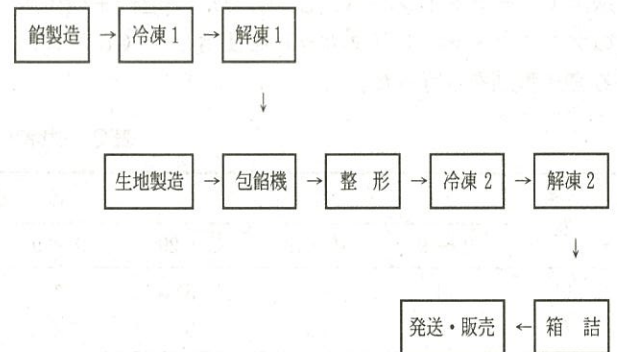 餡製造 → 冷凍1 → 解凍1
↓
生地製造 → 包餡機 → 整 形 → 冷凍2 → 解凍2
↓
発送・販売 ← 箱 詰